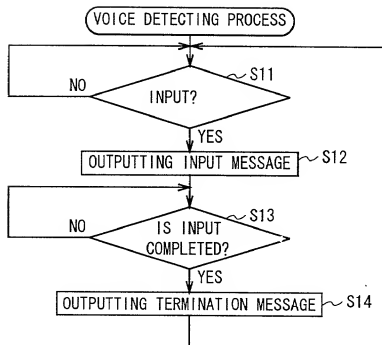 VOICE DETECTING PROCESS
S11
NO
INPUT?
YES
OUTPUTTING INPUT MESSAGE
S12
S13
NO
IS INPUT
COMPLETED?
YES
OUTPUTTING TERMINATION MESSAGE
S14